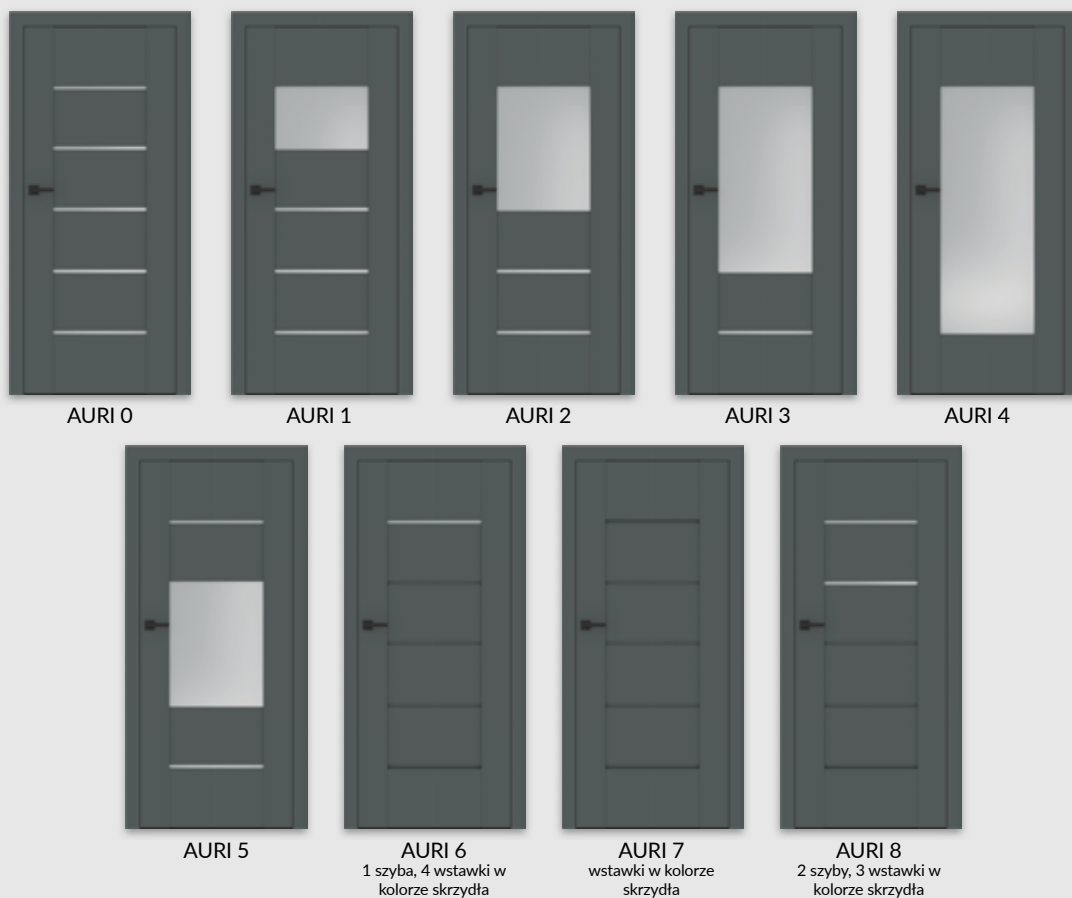 AURI 0
AURI 1
AURI 2
AURI 3
AURI 4
AURI 5
AURI 6
1 szyba, 4 wstawki w
kolorze skrzydła
AURI 7
wstawki w kolorze
skrzydła
AURI 8
2 szyby, 3 wstawki w
kolorze skrzydła